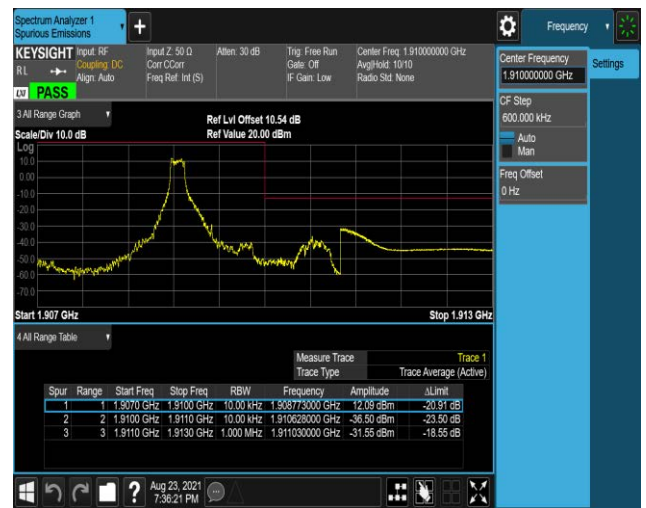 Spectrum Analyzer 1
Spurious Emissions
Frequency
KEYSIGHT
RL
Input: RF
Coupling: DC
Align: Auto
Input Z: 50 Ω
Corr CCorr
Freq Ref: Int (S)
Atten: 30 dB
Trig: Free Run
Gate: Off
IF Gain: Low
Center Freq: 1.910000000 GHz
Avg|Hold: 10/10
Radio Std: None
PASS
Center Frequency
1.910000000 GHz
Settings
CF Step
600.000 kHz
Auto
Man
Freq Offset
0 Hz
3 All Range Graph
Scale/Div 10.0 dB
Ref Lvl Offset 10.54 dB
Ref Value 20.00 dBm
Log
10.0
0.00
-10.0
-20.0
-30.0
-40.0
-50.0
-60.0
-70.0
Start 1.907 GHz
Stop 1.913 GHz
4 All Range Table
Measure Trace Trace 1
Trace Type Trace Average (Active)
Spur Range Start Freq Stop Freq RBW Frequency Amplitude ΔLimit
1 1 1.9070 GHz 1.9100 GHz 10.00 kHz 1.908773000 GHz 12.09 dBm -20.91 dB
2 2 1.9100 GHz 1.9110 GHz 10.00 kHz 1.910628000 GHz -36.50 dBm -23.50 dB
3 3 1.9110 GHz 1.9130 GHz 1.000 MHz 1.911030000 GHz -31.55 dBm -18.55 dB
?
Aug 23, 2021
7:36:21 PM